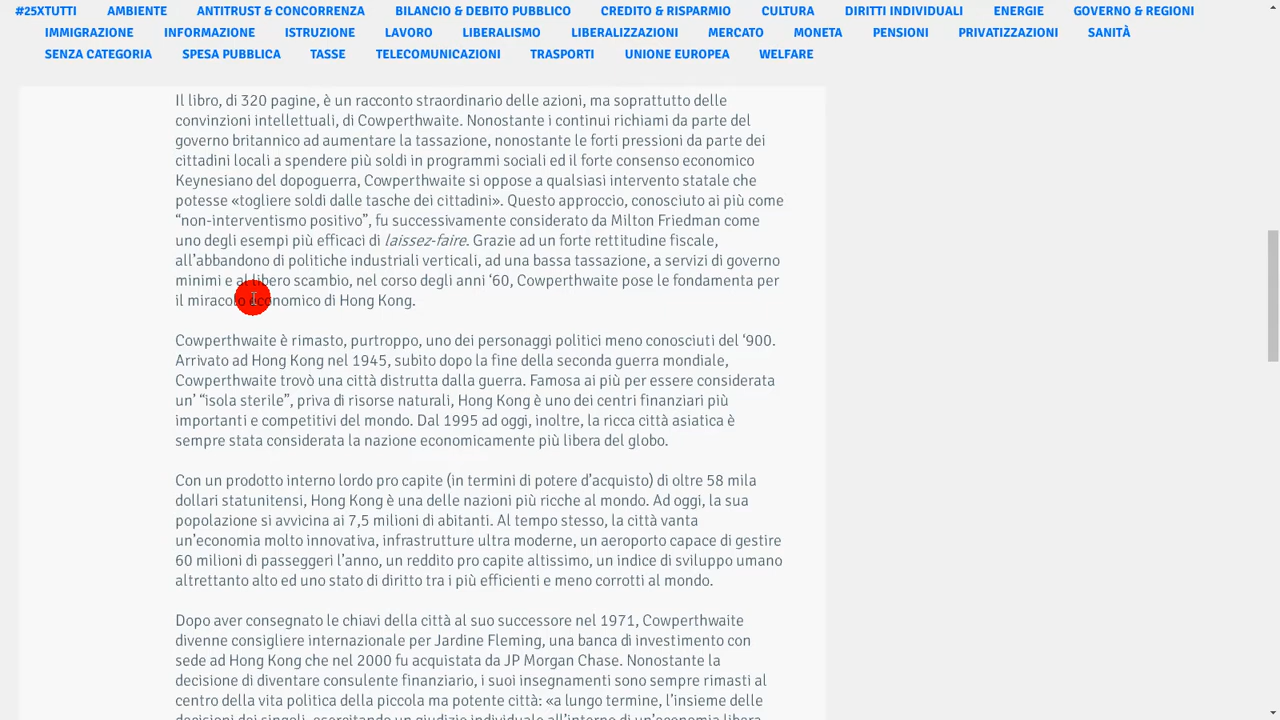 #25XTUTTI AMBIENTE ANTITRUST & CONCORRENZA BILANCIO & DEBITO PUBBLICO CREDITO & RISPARMIO CULTURA DIRITTI INDIVIDUALI ENERGIE GOVERNO & REGIONI
IMMIGRAZIONE INFORMAZIONE ISTRUZIONE LAVORO LIBERALISMO LIBERALIZZAZIONI MERCATO MONETA PENSIONI PRIVATIZZAZIONI SANITÀ
SENZA CATEGORIA SPESA PUBBLICA TASSE TELECOMUNICAZIONI TRASPORTI UNIONE EUROPEA WELFARE
Il libro, di 320 pagine, è un racconto straordinario delle azioni, ma soprattutto delle
convinzioni intellettuali, di Cowperthwaite. Nonostante i continui richiami da parte del
governo britannico ad aumentare la tassazione, nonostante le forti pressioni da parte dei
cittadini locali a spendere più soldi in programmi sociali ed il forte consenso economico
Keynesiano del dopoguerra, Cowperthwaite si oppose a qualsiasi intervento statale che
potesse «togliere soldi dalle tasche dei cittadini». Questo approccio, conosciuto ai più come
“non-interventismo positivo”, fu successivamente considerato da Milton Friedman come
uno degli esempi più efficaci di laissez-faire. Grazie ad un forte rettitudine fiscale,
all’abbandono di politiche industriali verticali, ad una bassa tassazione, a servizi di governo
minimi e al libero scambio, nel corso degli anni ‘60, Cowperthwaite pose le fondamenta per
il miracolo economico di Hong Kong.
Cowperthwaite è rimasto, purtroppo, uno dei personaggi politici meno conosciuti del ‘900.
Arrivato ad Hong Kong nel 1945, subito dopo la fine della seconda guerra mondiale,
Cowperthwaite trovò una città distrutta dalla guerra. Famosa ai più per essere considerata
un’ “isola sterile”, priva di risorse naturali, Hong Kong è uno dei centri finanziari più
importanti e competitivi del mondo. Dal 1995 ad oggi, inoltre, la ricca città asiatica è
sempre stata considerata la nazione economicamente più libera del globo.
Con un prodotto interno lordo pro capite (in termini di potere d’acquisto) di oltre 58 mila
dollari statunitensi, Hong Kong è una delle nazioni più ricche al mondo. Ad oggi, la sua
popolazione si avvicina ai 7,5 milioni di abitanti. Al tempo stesso, la città vanta
un’economia molto innovativa, infrastrutture ultra moderne, un aeroporto capace di gestire
60 milioni di passeggeri l’anno, un reddito pro capite altissimo, un indice di sviluppo umano
altrettanto alto ed uno stato di diritto tra i più efficienti e meno corrotti al mondo.
Dopo aver consegnato le chiavi della città al suo successore nel 1971, Cowperthwaite
divenne consigliere internazionale per Jardine Fleming, una banca di investimento con
sede ad Hong Kong che nel 2000 fu acquistata da JP Morgan Chase. Nonostante la
decisione di diventare consulente finanziario, i suoi insegnamenti sono sempre rimasti al
centro della vita politica della piccola ma potente città: «a lungo termine, l’insieme delle
decisioni dei singoli, esercitando un giudizio individuale all’interno di un’economia libera